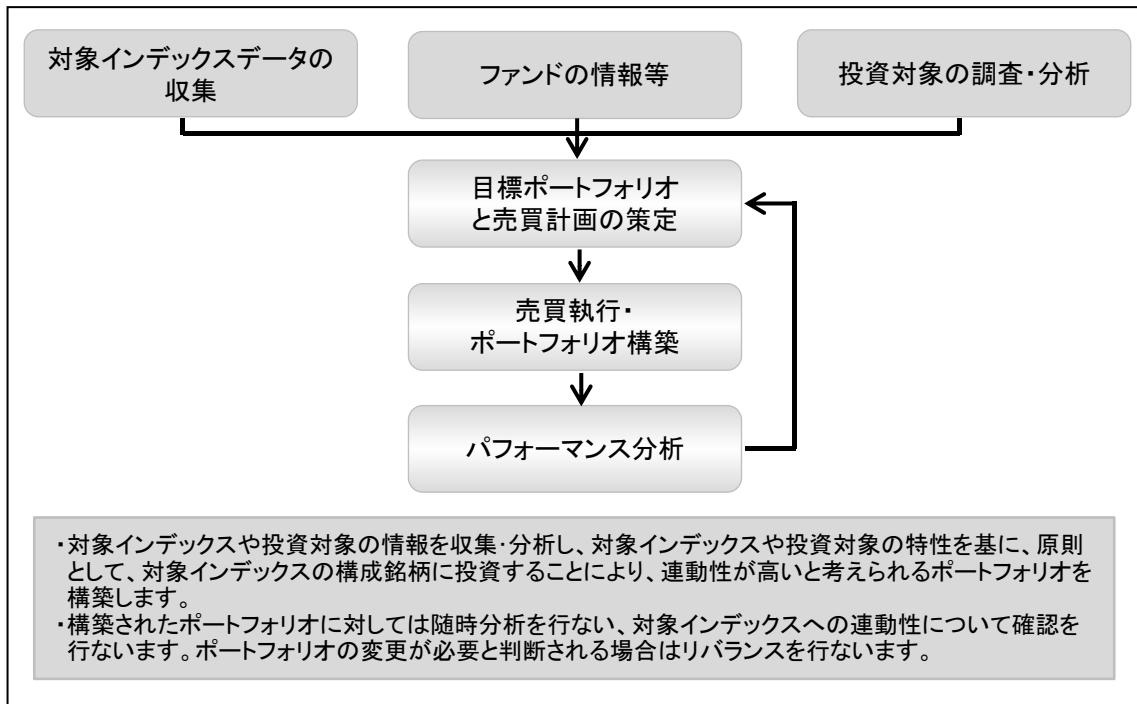 対象インデックスデータの
収集
ファンドの情報等
投資対象の調査・分析
目標ポートフォリオ
と売買計画の策定
売買執行・
ポートフォリオ構築
パフォーマンス分析
・対象インデックスや投資対象の情報を収集・分析し、対象インデックスや投資対象の特性を基に、原則
として、対象インデックスの構成銘柄に投資することにより、連動性が高いと考えられるポートフォリオを
構築します。
・構築されたポートフォリオに対しては随時分析を行ない、対象インデックスへの連動性について確認を
行ないます。ポートフォリオの変更が必要と判断される場合はリバランスを行ないます。